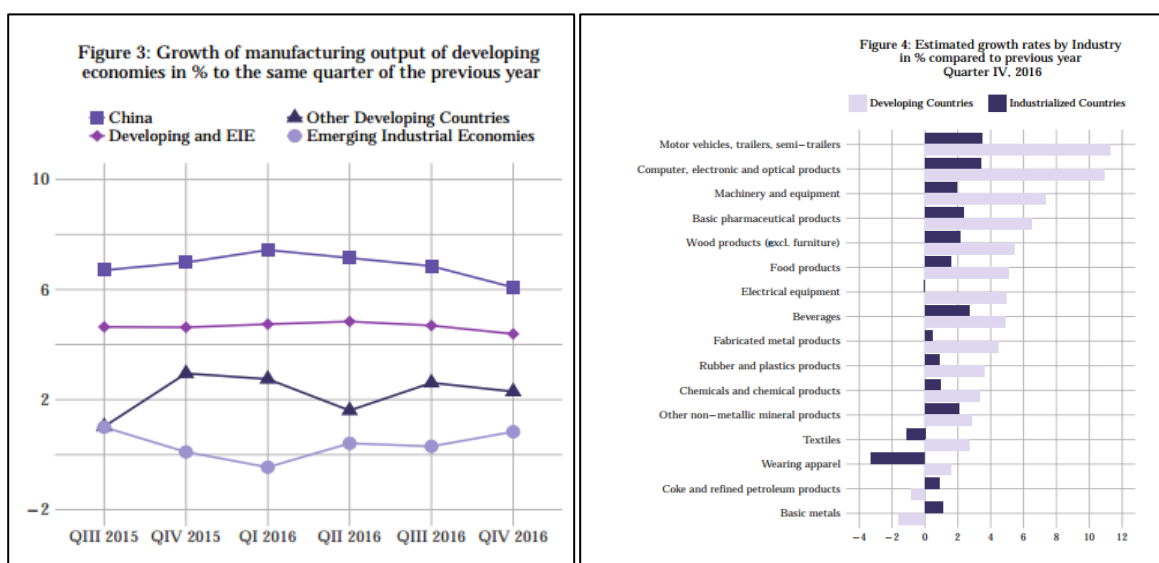 Figure 3: Growth of manufacturing output of developing
economies in % to the same quarter of the previous year
China
Other Developing Countries
Developing and EIE
Emerging Industrial Economies
10
6
2
−2
QIII 2015 QIV 2015 QI 2016 QII 2016 QIII 2016 QIV 2016
Figure 4: Estimated growth rates by Industry
in % compared to previous year
Quarter IV, 2016
Developing Countries Industrialized Countries
Motor vehicles, trailers, semi−trailers
Computer, electronic and optical products
Machinery and equipment
Basic pharmaceutical products
Wood products (excl. furniture)
Food products
Electrical equipment
Beverages
Fabricated metal products
Rubber and plastics products
Chemicals and chemical products
Other non−metallic mineral products
Textiles
Wearing apparel
Coke and refined petroleum products
Basic metals
−4 −2 0 2 4 6 8 10 12